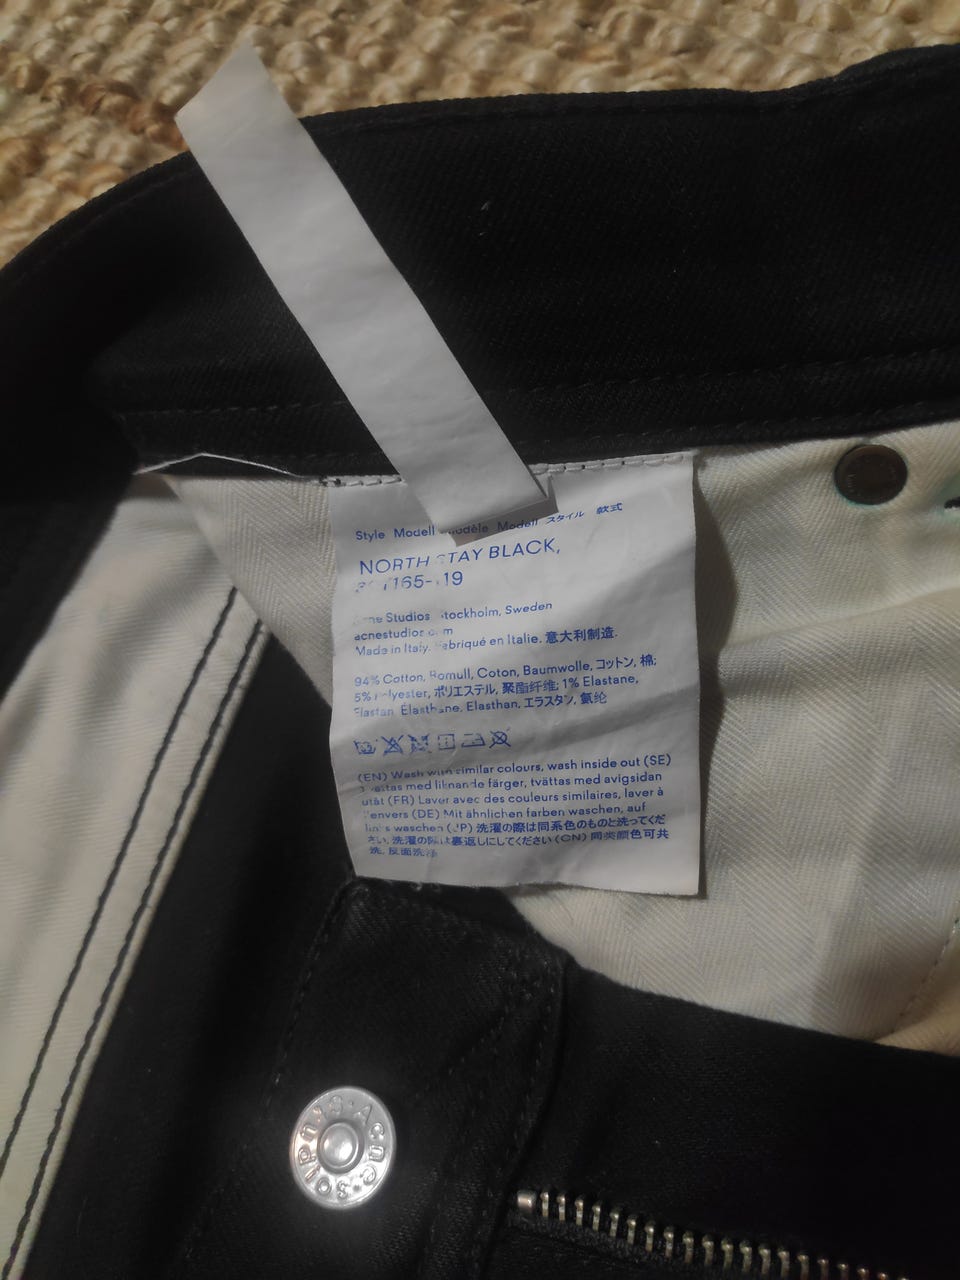 Style Modell Modèle Modell スタイル 款式
NORTH STAY BLACK,
Acne Studios Stockholm, Sweden
acnestudios.com
Made in Italy. Fabriqué en Italie. 意大利制造.
94% Cotton, Bomull, Coton, Baumwolle, コットン, 棉;
5% Polyester, ポリエステル, 聚酯纤维; 1% Elastane,
Elastan, Élasthane, Elasthan, エラスタン, 氨纶
(EN) Wash with similar colours, wash inside out (SE)
Tvättas med liknande färger, tvättas med avigsidan
utåt (FR) Laver avec des couleurs similaires, laver à
l'envers (DE) Mit ähnlichen farben waschen, auf
links waschen (JP) 洗濯の際は同系色のものと洗ってくだ
さい, 洗濯の際は裏返しにしてください (CN) 同类颜色可共
洗, 反面洗涤
Acne Studios